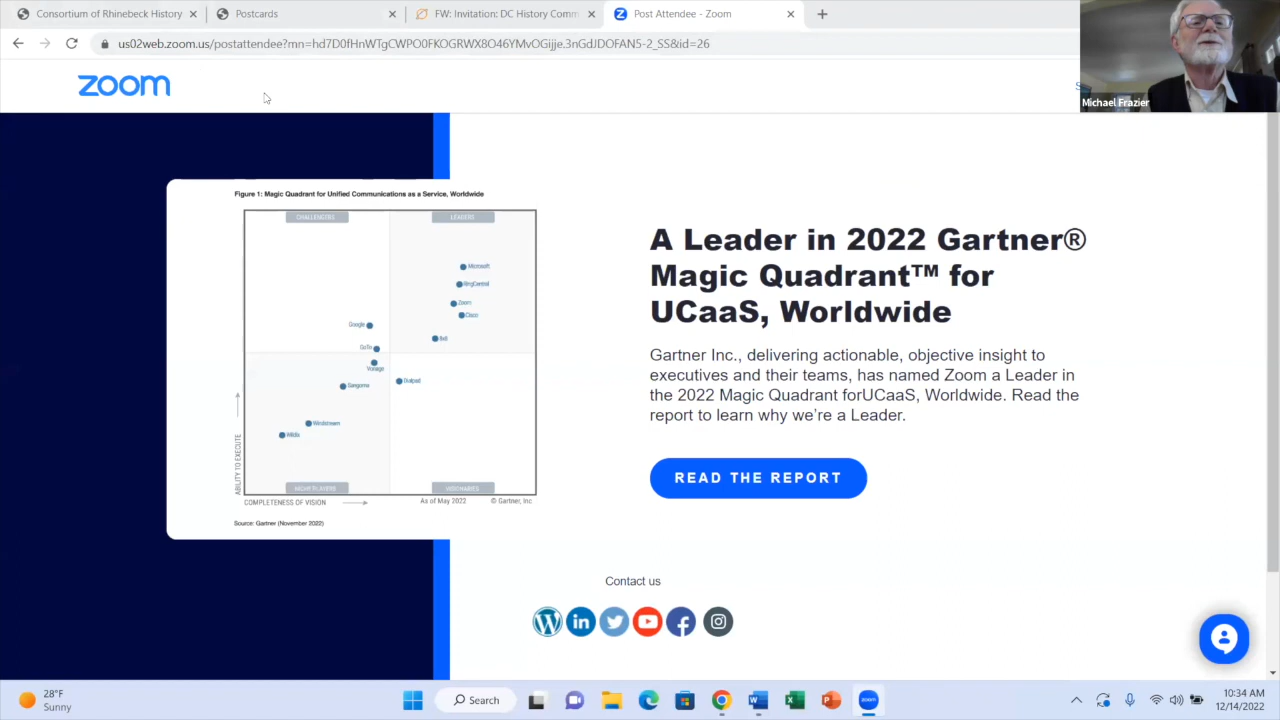 Consortium of Rhinebeck History
Postcards
FW: Invitation: DC History Comm
Post Attendee - Zoom
us02web.zoom.us/postattendee?mn=hd7D0fHnWTgCWPO0FKOGRWX8O46YMvOGijje.3nGdJDOFAN5-2_SS&id=26
zoom
Michael Frazier
Figure 1: Magic Quadrant for Unified Communications as a Service, Worldwide
CHALLENGERS
LEADERS
Microsoft
RingCentral
Zoom
Cisco
Google
8x8
GoTo
Vonage
Dialpad
Sangoma
Windstream
Wildix
ABILITY TO EXECUTE
NICHE PLAYERS
VISIONARIES
COMPLETENESS OF VISION
As of May 2022
© Gartner, Inc
Source: Gartner (November 2022)
A Leader in 2022 Gartner®
Magic Quadrant™ for
UCaaS, Worldwide
Gartner Inc., delivering actionable, objective insight to
executives and their teams, has named Zoom a Leader in
the 2022 Magic Quadrant forUCaaS, Worldwide. Read the
report to learn why we're a Leader.
READ THE REPORT
Contact us
28°F
Sunny
Search
zoom
10:34 AM
12/14/2022